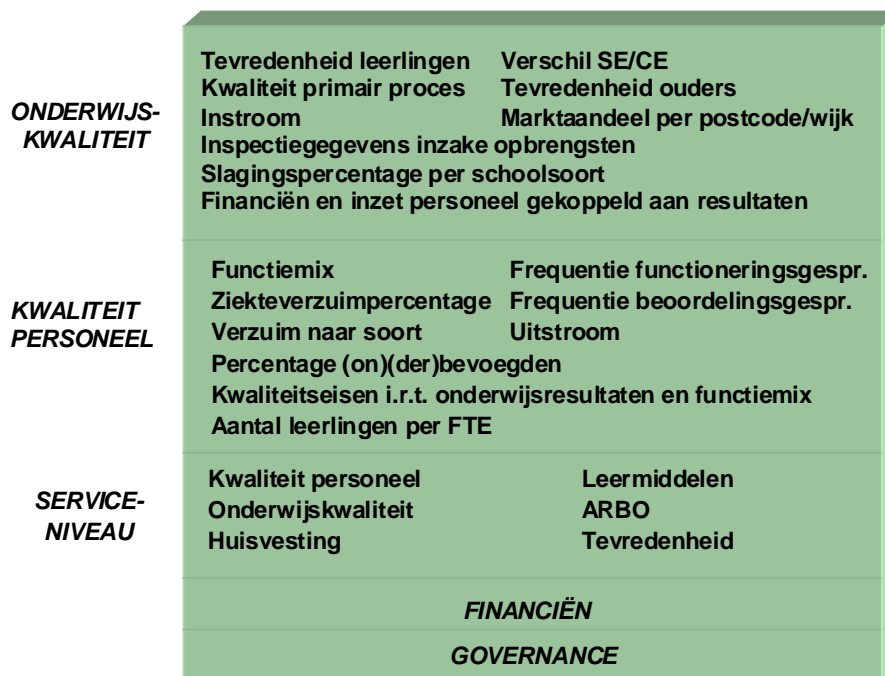 ONDERWIJS-
KWALITEIT
Tevredenheid leerlingen Verschil SE/CE
Kwaliteit primair proces Tevredenheid ouders
Instroom Marktaandeel per postcode/wijk
Inspectiegegevens inzake opbrengsten
Slagingspercentage per schoolsoort
Financiën en inzet personeel gekoppeld aan resultaten
KWALITEIT
PERSONEEL
Functiemix Frequentie functioneringsgespr.
Ziekteverzuimpercentage Frequentie beoordelingsgespr.
Verzuim naar soort Uitstroom
Percentage (on)(der)bevoegden
Kwaliteitseisen i.r.t. onderwijsresultaten en functiemix
Aantal leerlingen per FTE
SERVICE-
NIVEAU
Kwaliteit personeel Leermiddelen
Onderwijskwaliteit ARBO
Huisvesting Tevredenheid
FINANCIËN
GOVERNANCE